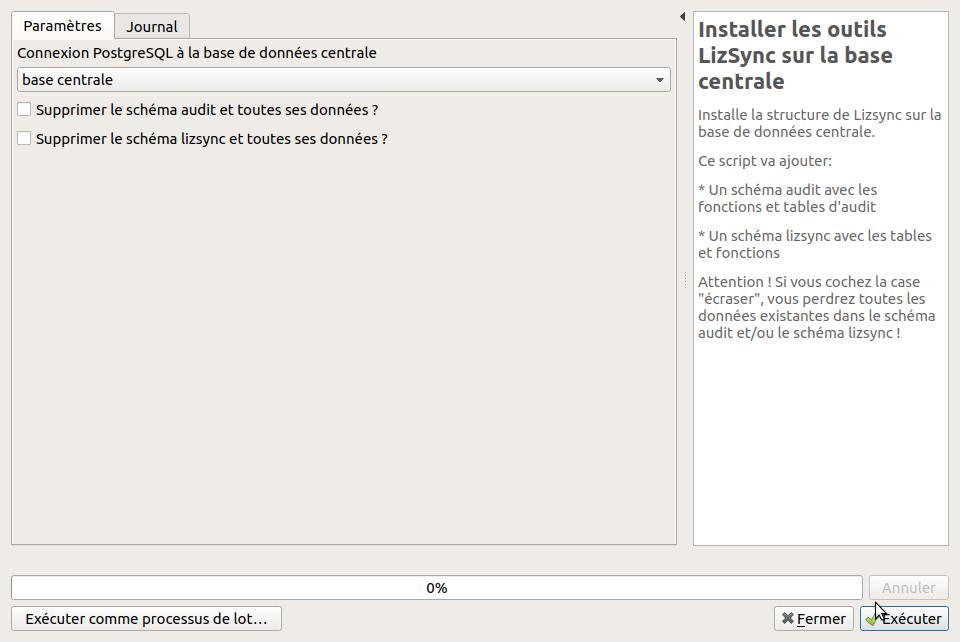 Paramètres
Journal
Connexion PostgreSQL à la base de données centrale
base centrale
Supprimer le schéma audit et toutes ses données ?
Supprimer le schéma lizsync et toutes ses données ?
Installer les outils
LizSync sur la base
centrale
Installe la structure de Lizsync sur la
base de données centrale.
Ce script va ajouter:
* Un schéma audit avec les
fonctions et tables d'audit
* Un schéma lizsync avec les tables
et fonctions
Attention ! Si vous cochez la case
"écraser", vous perdrez toutes les
données existantes dans le schéma
audit et/ou le schéma lizsync !
0%
Annuler
Exécuter comme processus de lot…
Fermer
Exécuter